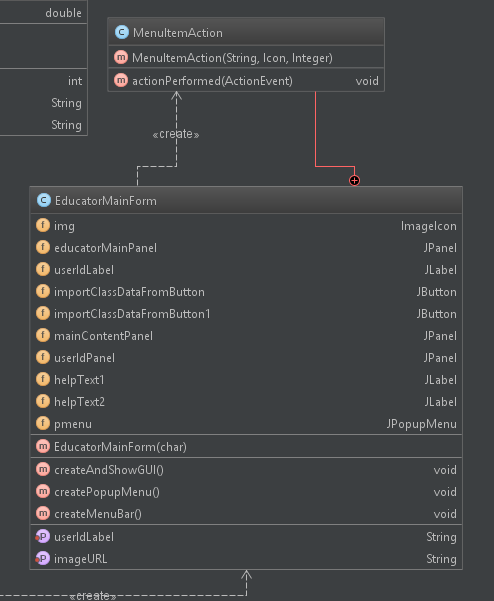 double
int
String
String
C MenuItemAction
m MenuItemAction(String, Icon, Integer)
m actionPerformed(ActionEvent) void
«create»
C EducatorMainForm
f img ImageIcon
f educatorMainPanel JPanel
f userIdLabel JLabel
f importClassDataFromButton JButton
f importClassDataFromButton1 JButton
f mainContentPanel JPanel
f userIdPanel JPanel
f helpText1 JLabel
f helpText2 JLabel
f pmenu JPopupMenu
m EducatorMainForm(char)
m createAndShowGUI() void
m createPopupMenu() void
m createMenuBar() void
P userIdLabel String
P imageURL String
«create»